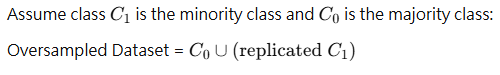 Assume class C₁ is the minority class and C₀ is the majority class:
Oversampled Dataset = C₀ ∪ (replicated C₁)